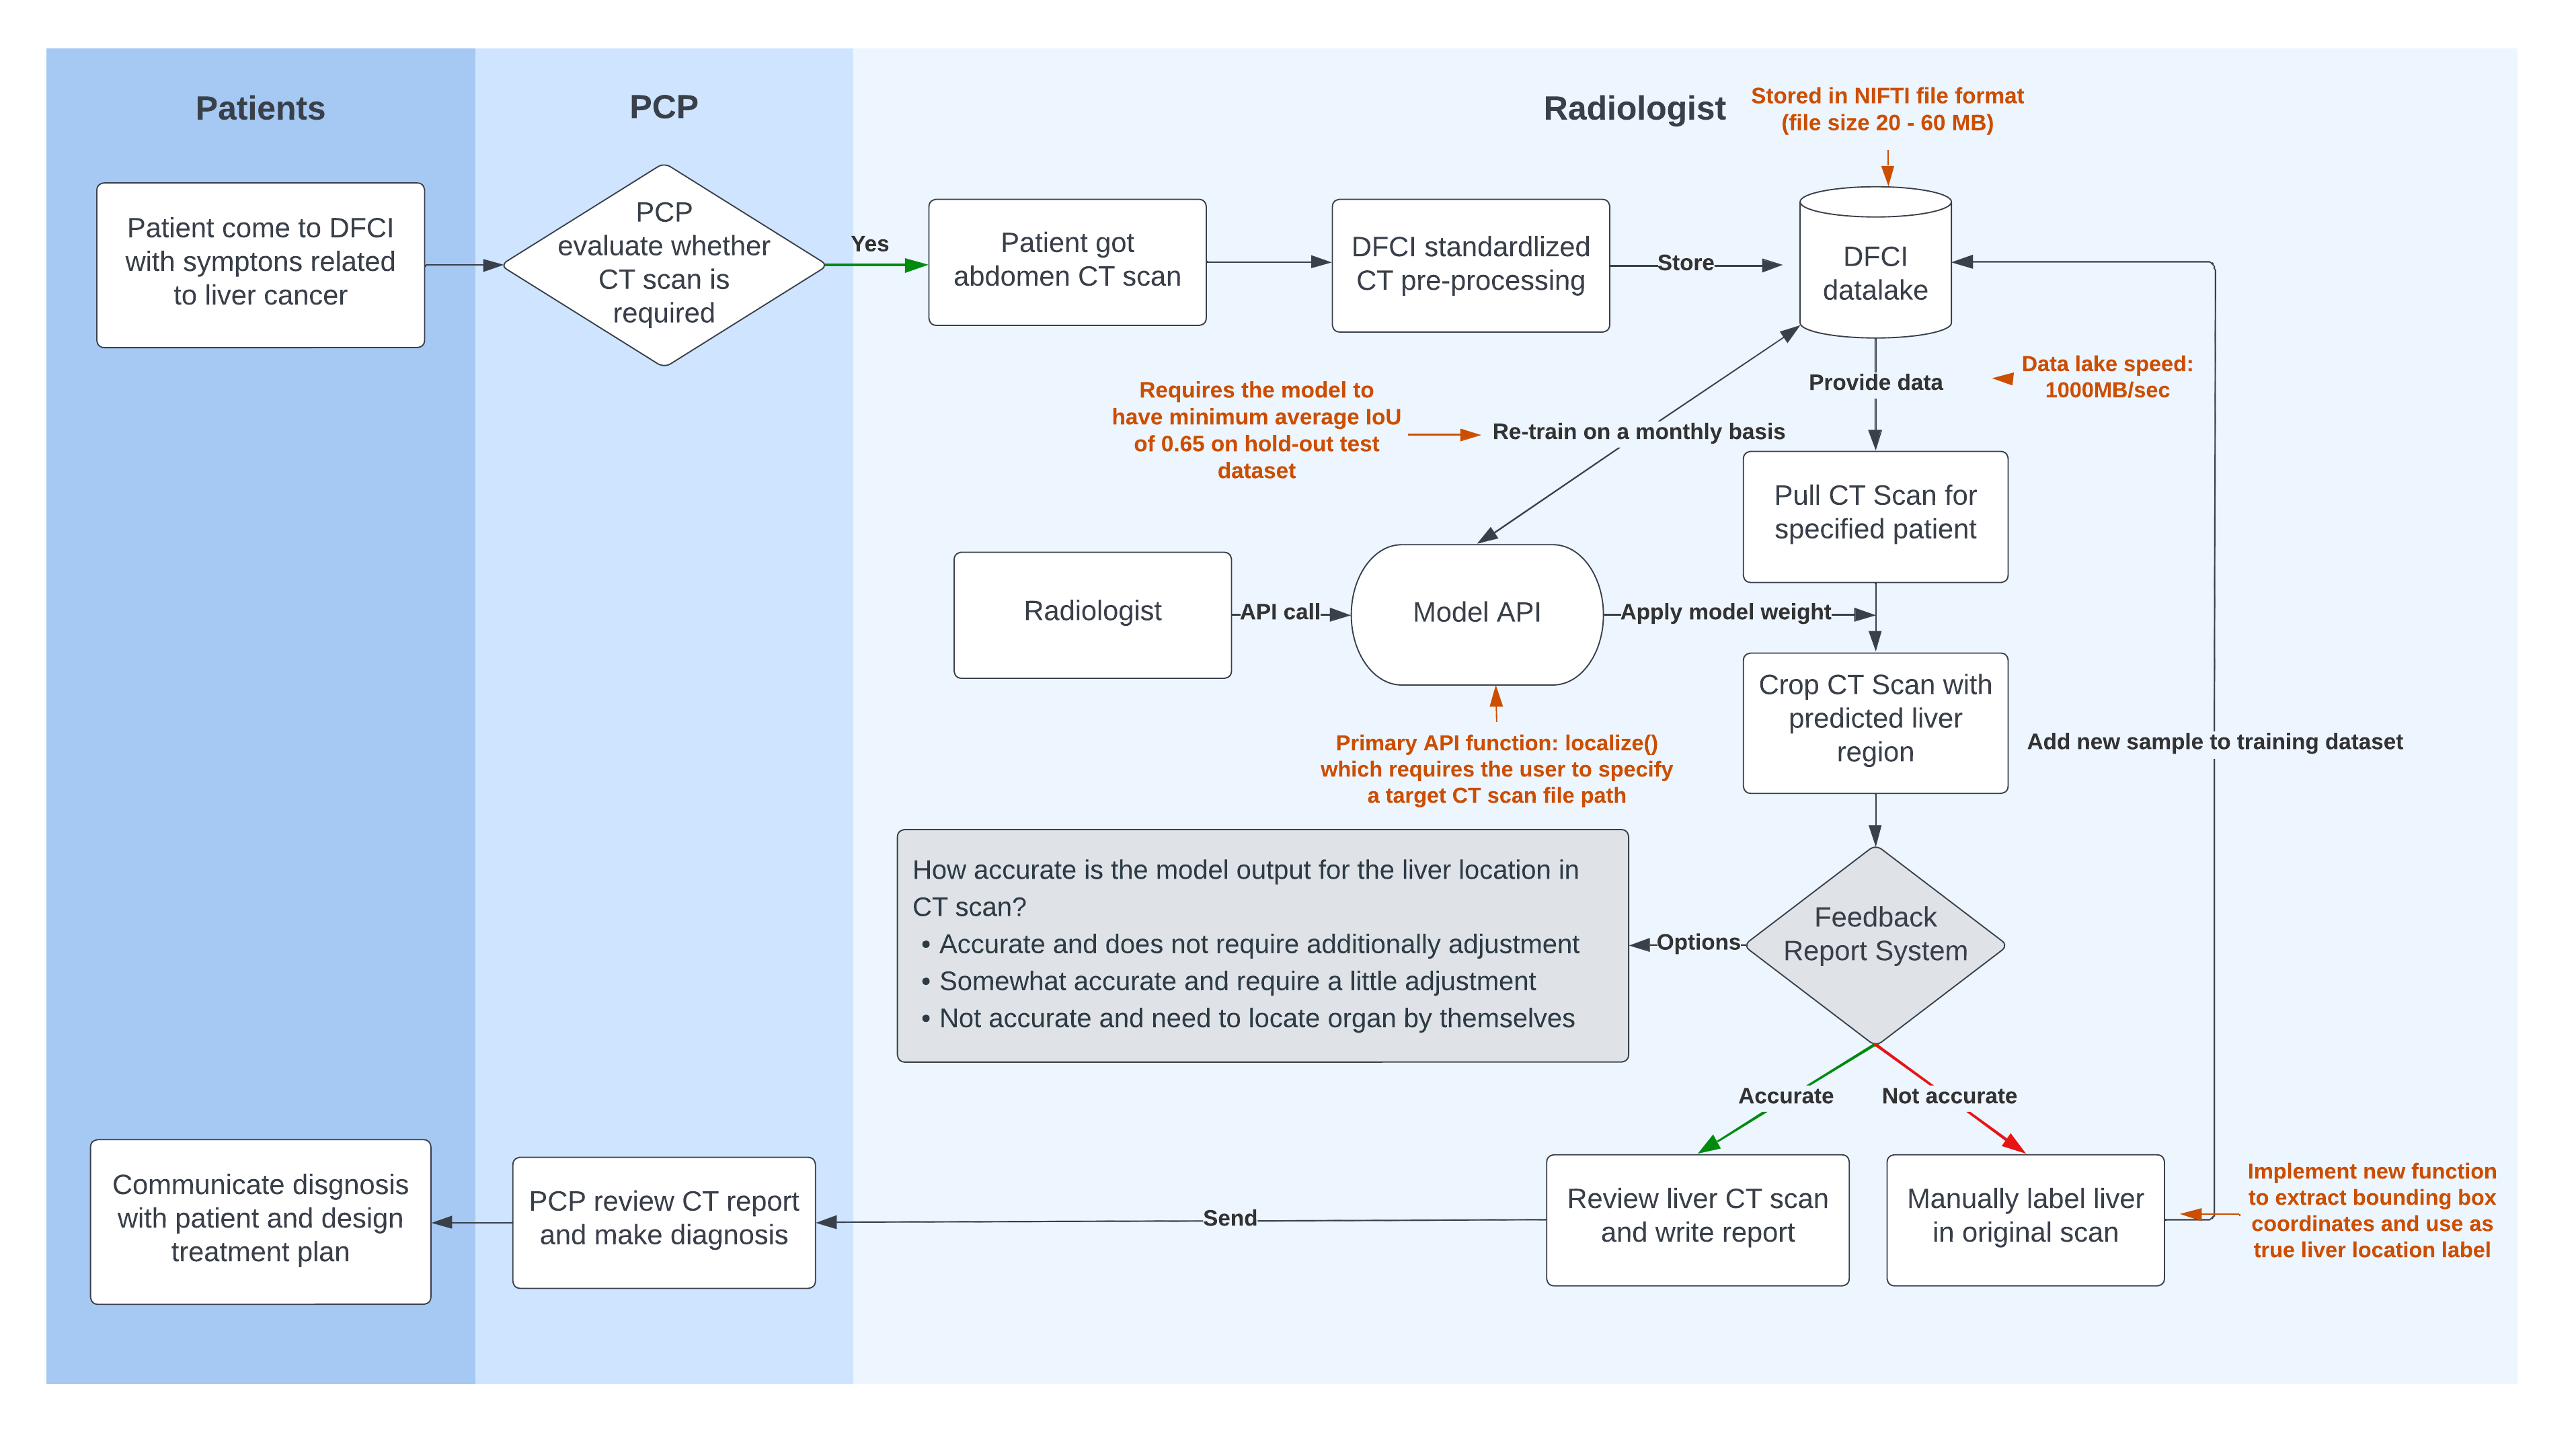 Patients
PCP
Radiologist
Stored in NIFTI file format
(file size 20 - 60 MB)
Patient come to DFCI
with symptons related
to liver cancer
PCP
evaluate whether
CT scan is
required
Yes
Patient got
abdomen CT scan
DFCI standardlized
CT pre-processing
Store
DFCI
datalake
Provide data
Data lake speed:
1000MB/sec
Requires the model to
have minimum average IoU
of 0.65 on hold-out test
dataset
Re-train on a monthly basis
Pull CT Scan for
specified patient
Radiologist
API call
Model API
Apply model weight
Crop CT Scan with
predicted liver
region
Primary API function: localize()
which requires the user to specify
a target CT scan file path
Add new sample to training dataset
How accurate is the model output for the liver location in
CT scan?
• Accurate and does not require additionally adjustment
• Somewhat accurate and require a little adjustment
• Not accurate and need to locate organ by themselves
Options
Feedback
Report System
Accurate
Not accurate
Communicate disgnosis
with patient and design
treatment plan
PCP review CT report
and make diagnosis
Send
Review liver CT scan
and write report
Manually label liver
in original scan
Implement new function
to extract bounding box
coordinates and use as
true liver location label